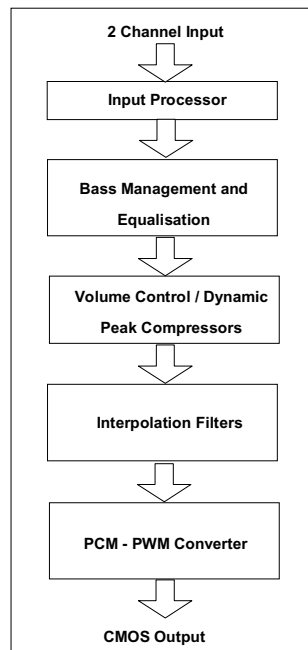 2 Channel Input
Input Processor
Bass Management and
Equalisation
Volume Control / Dynamic
Peak Compressors
Interpolation Filters
PCM - PWM Converter
CMOS Output